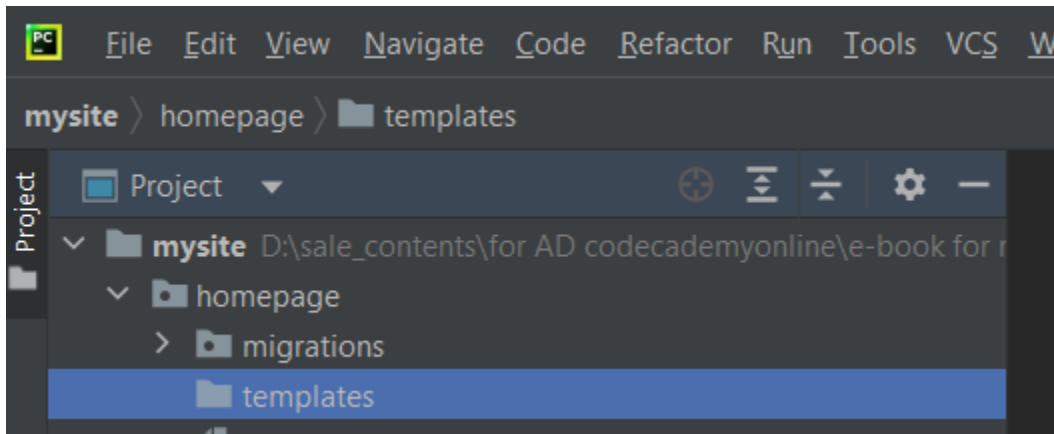 PC File Edit View Navigate Code Refactor Run Tools VCS W
mysite homepage templates
Project
Project
mysite D:\sale_contents\for AD codecademyonline\e-book for
homepage
migrations
templates